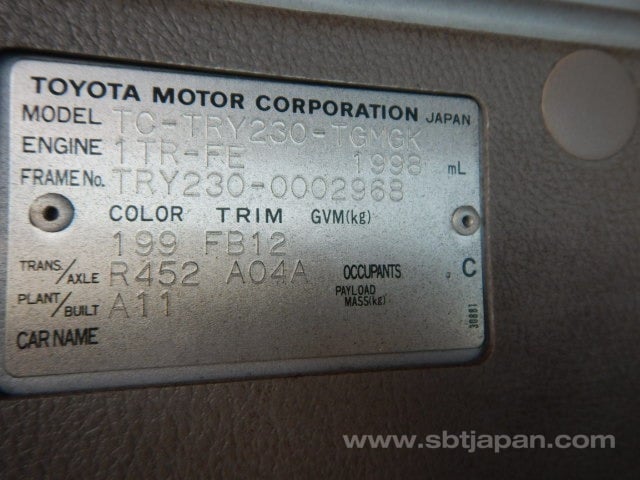 TOYOTA MOTOR CORPORATION JAPAN
MODEL TC-TRY230-TGMGK
ENGINE 1TR-FE 1998 mL
FRAME No. TRY230-0002968
COLOR TRIM GVM(kg)
199 FB12
TRANS/AXLE R452 A04A OCCUPANTS . C
PLANT/BUILT A11 PAYLOAD MASS(kg)
CAR NAME
30881
www.sbtjapan.com